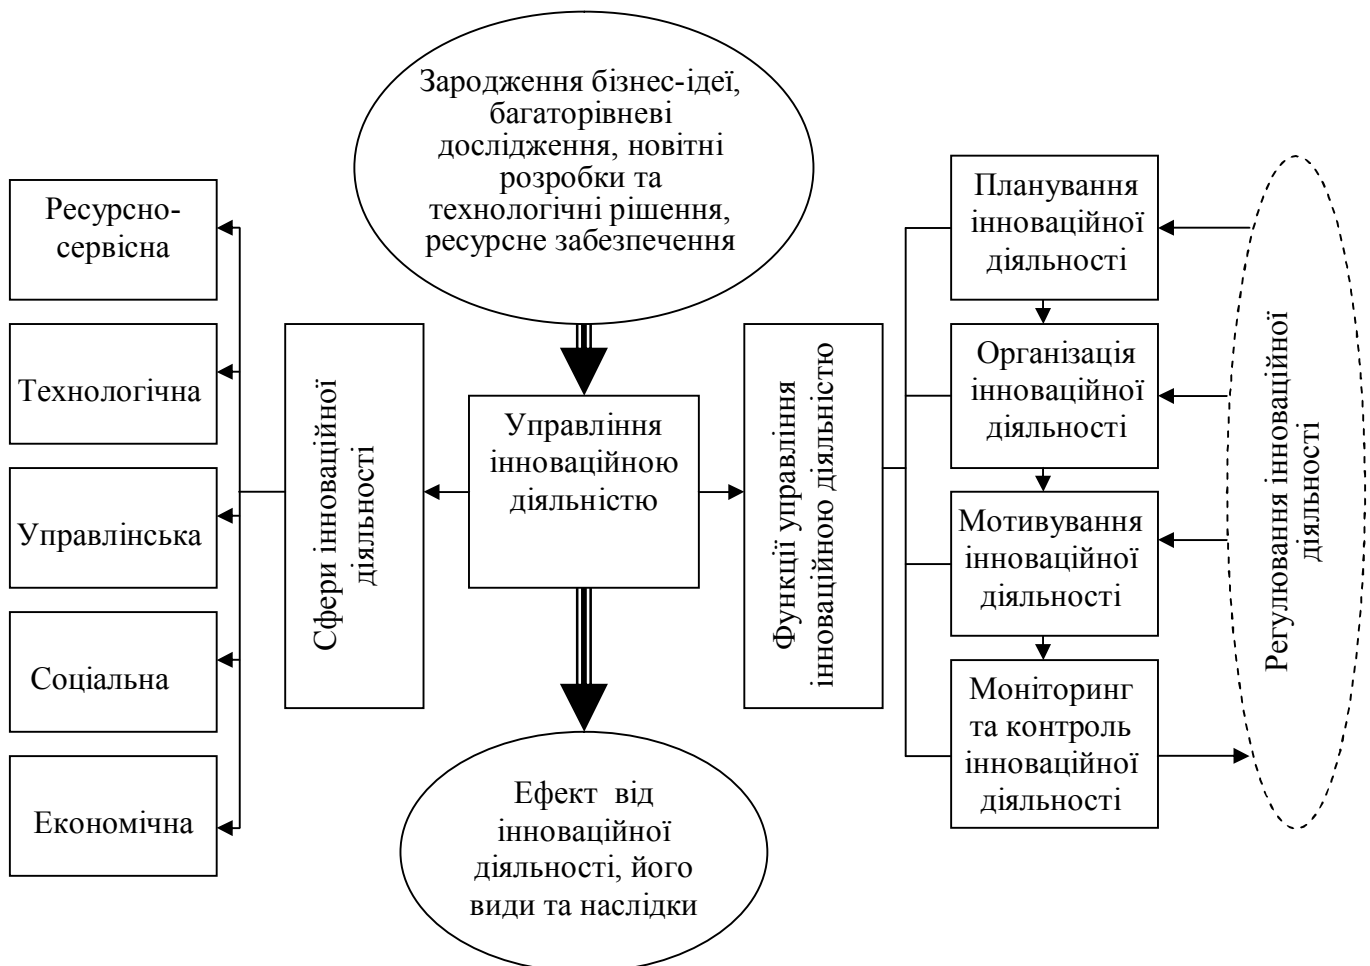 Зародження бізнес-ідеї,
багаторівневі
дослідження, новітні
розробки та
технологічні рішення,
ресурсне забезпечення
Ресурсно-
сервісна
Технологічна
Управлінська
Соціальна
Економічна
Сфери інноваційної
діяльності
Управління
інноваційною
діяльністю
Ефект від
інноваційної
діяльності, його
види та наслідки
Функції управління
інноваційною діяльністю
Планування
інноваційної
діяльності
Організація
інноваційної
діяльності
Мотивування
інноваційної
діяльності
Моніторинг
та контроль
інноваційної
діяльності
Регулювання інноваційної
діяльності